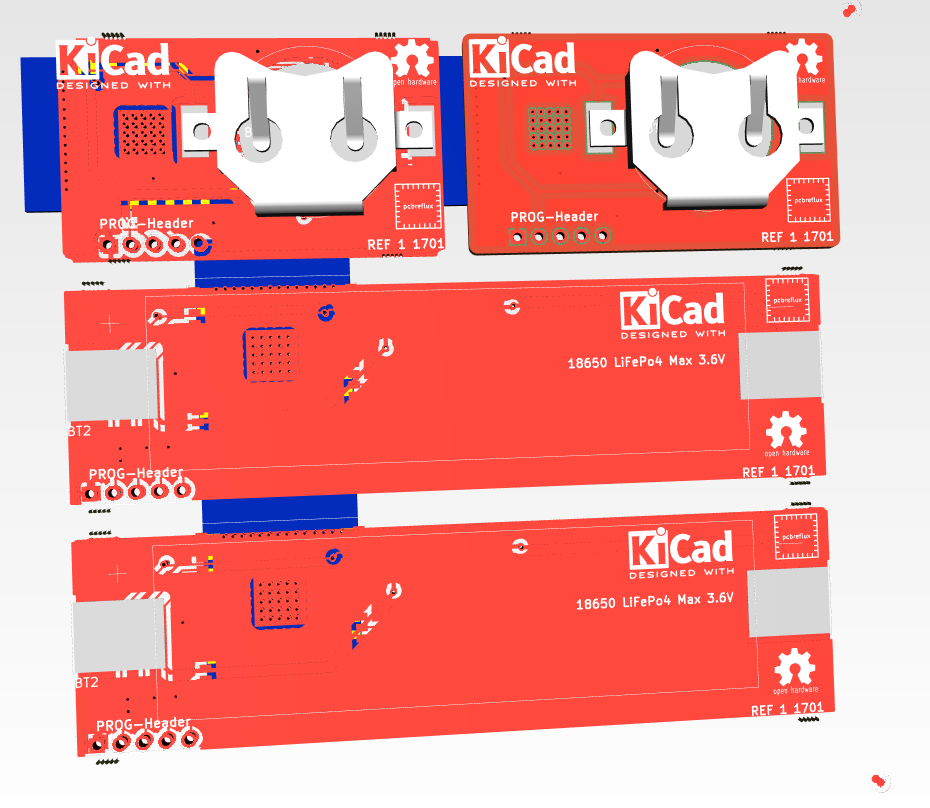 KiCad
DESIGNED WITH
open hardware
pcbreflux
PROG-Header
REF 1 1701
KiCad
DESIGNED WITH
hardware
pcbreflux
PROG-Header
REF 1 1701
KiCad
DESIGNED WITH
pcbreflux
18650 LiFePo4 Max 3.6V
BT2
open hardware
PROG-Header
REF 1 1701
KiCad
DESIGNED WITH
pcbreflux
18650 LiFePo4 Max 3.6V
BT2
open hardware
PROG-Header
REF 1 1701